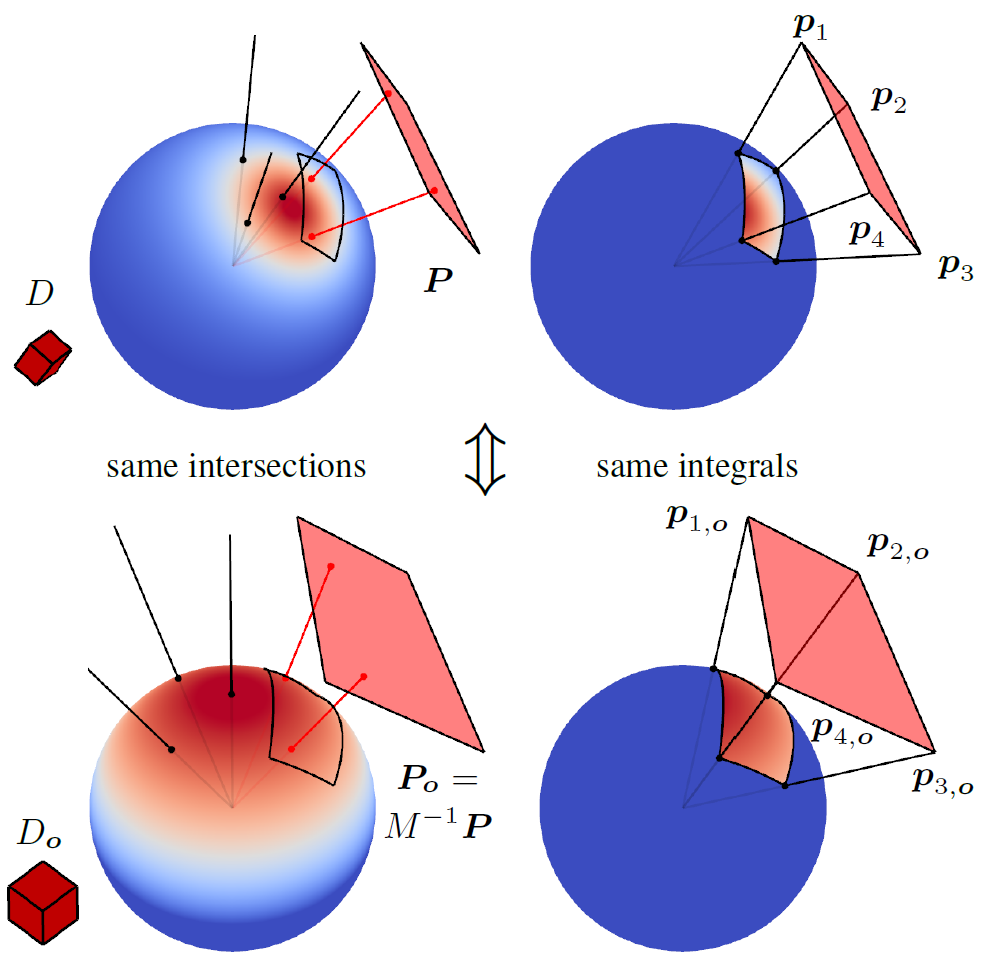 p₁
p₂
P
p₄
p₃
D
same intersections
same integrals
p₁,ₒ
p₂,ₒ
Pₒ =
M⁻¹P
p₄,ₒ
p₃,ₒ
Dₒ